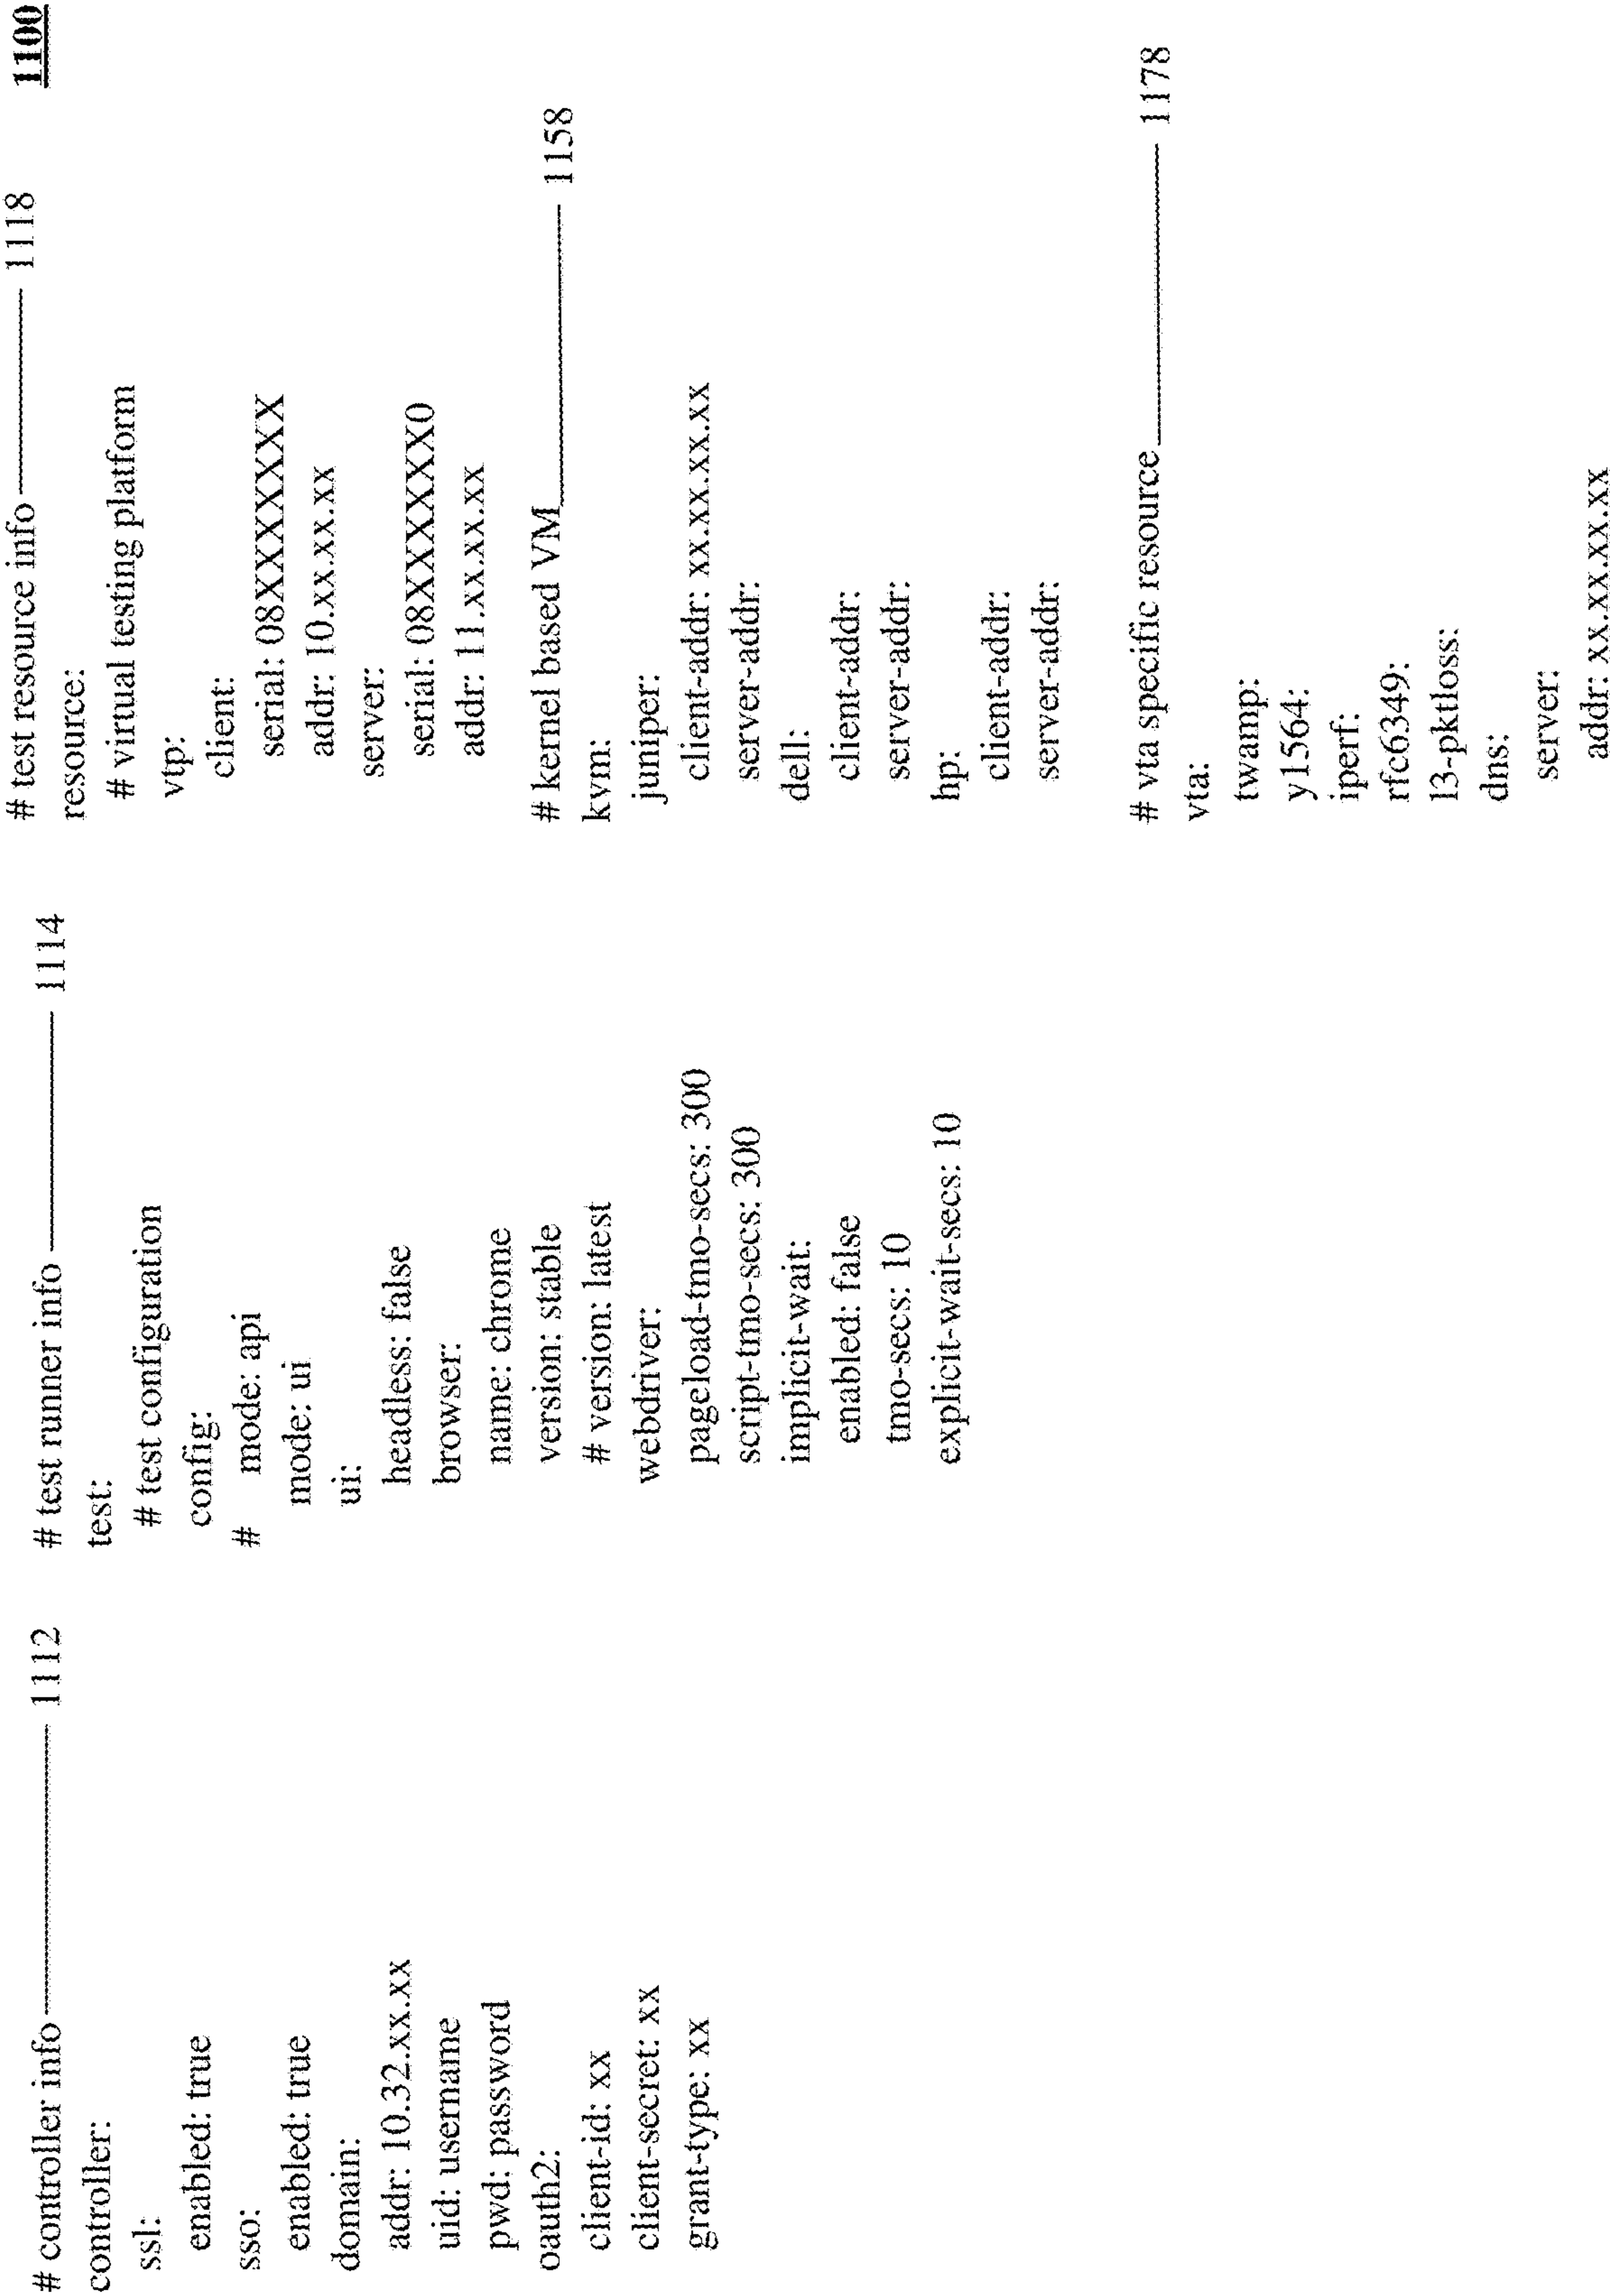 1100
# controller info 1112
controller:
ssl:
enabled: true
sso:
enabled: true
domain:
addr: 10.32.xx.xx
uid: username
pwd: password
oauth2:
client-id: xx
client-secret: xx
grant-type: xx
# test runner info 1114
test:
# test configuration
config:
# mode: api
mode: ui
ui:
headless: false
browser:
name: chrome
version: stable
# version: latest
webdriver:
pageload-tmo-secs: 300
script-tmo-secs: 300
implicit-wait:
enabled: false
tmo-secs: 10
explicit-wait-secs: 10
# test resource info 1118
resource:
# virtual testing platform
vtp:
client:
serial: 08XXXXXXXX
addr: 10.xx.xx.xx
server:
serial: 08XXXXXXX0
addr: 11.xx.xx.xx
# kernel based VM 1158
kvm:
juniper:
client-addr: xx.xx.xx.xx.xx
server-addr:
dell:
client-addr:
server-addr:
hp:
client-addr:
server-addr:
# vta specific resource 1178
vta:
twamp:
y1564:
iperf:
rfc6349:
l3-pktloss:
dns:
server:
addr: xx.xx.xx.xx.xx